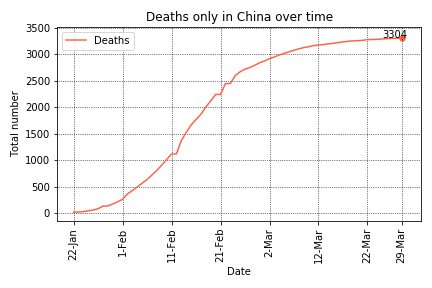 Deaths only in China over time
3500
3000
2500
2000
1500
1000
500
0
Total number
Deaths
3304
22-Jan
1-Feb
11-Feb
21-Feb
2-Mar
12-Mar
22-Mar
29-Mar
Date